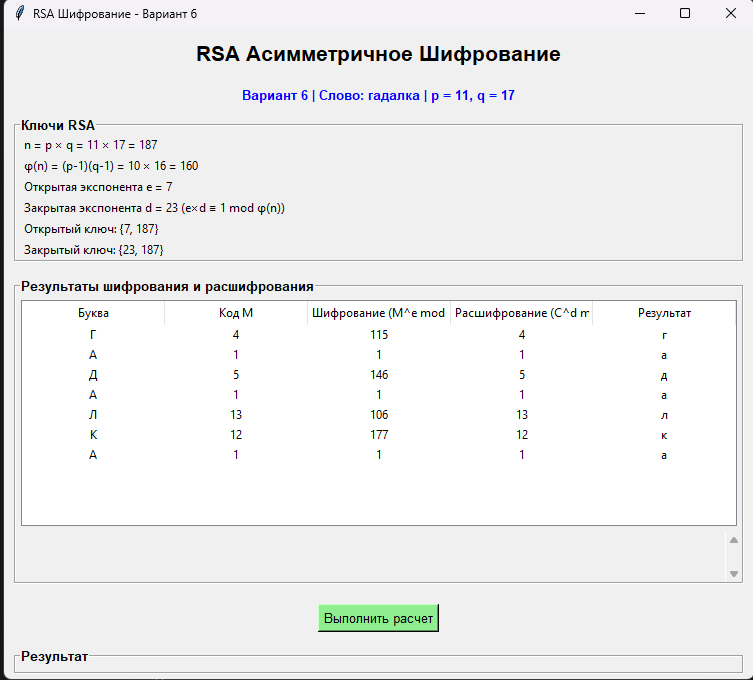 RSA Шифрование - Вариант 6
RSA Асимметричное Шифрование
Вариант 6 | Слово: гадалка | p = 11, q = 17
Ключи RSA
n = p × q = 11 × 17 = 187
φ(n) = (p-1)(q-1) = 10 × 16 = 160
Открытая экспонента e = 7
Закрытая экспонента d = 23 (e×d ≡ 1 mod φ(n))
Открытый ключ: {7, 187}
Закрытый ключ: {23, 187}
Результаты шифрования и расшифрования
Буква Код M Шифрование (M^e mod Расшифрование (C^d m Результат
Г 4 115 4 г
А 1 1 1 а
Д 5 146 5 д
А 1 1 1 а
Л 13 106 13 л
К 12 177 12 к
А 1 1 1 а
Выполнить расчет
Результат